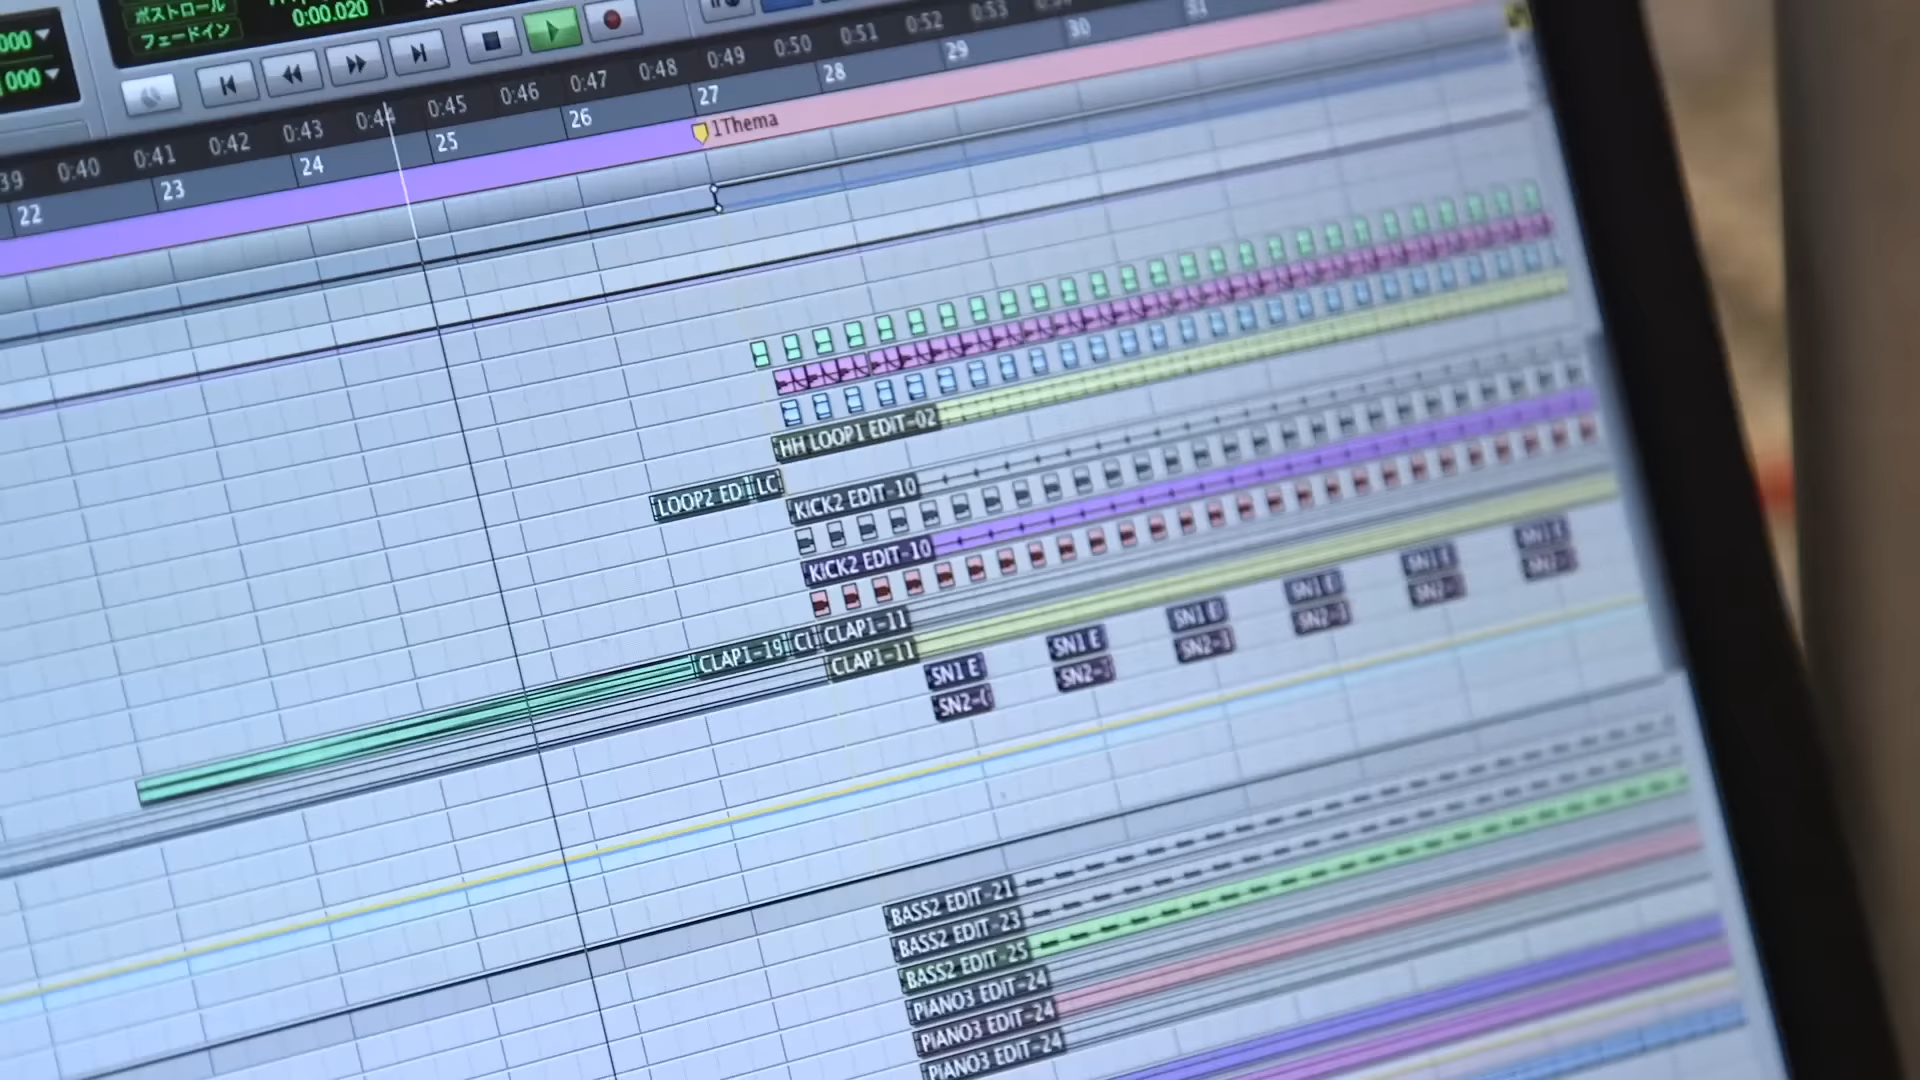 ポストロール
フェードイン
0:00.020
000
000
39 0:40 0:41 0:42 0:43 0:44 0:45 0:46 0:47 0:48 0:49 0:50 0:51 0:52 0:53
22 23 24 25 26 27 28 29 30 31
1Thema
HH LOOP1 EDIT-02
LOOP2 ED LC
KICK2 EDIT-10
KICK2 EDIT-10
CLAP1-19 CLAP1-11
CLAP1-11
SN1 E SN1 E SN1 E SN1 E SN1 E SN1 E
SN2-
BASS2 EDIT-21
BASS2 EDIT-23
BASS2 EDIT-25
PIANO3 EDIT-24
PIANO3 EDIT-24
PIANO3 EDIT-24